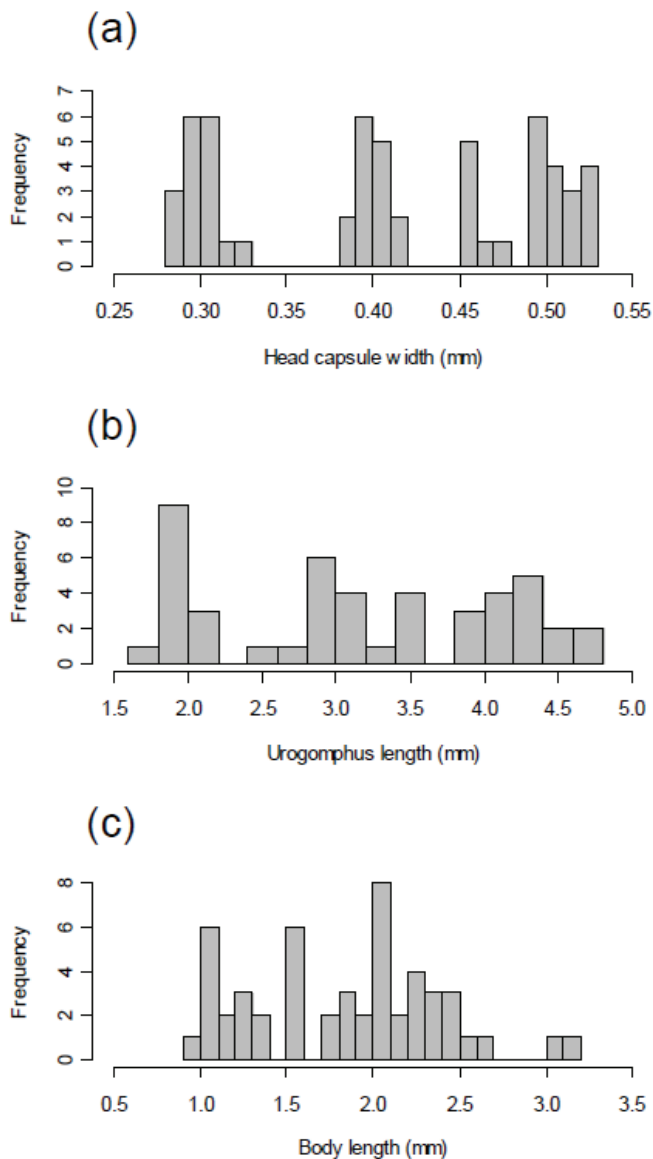 (a)
Frequency
7
6
5
4
3
2
1
0
0.25 0.30 0.35 0.40 0.45 0.50 0.55
Head capsule width (mm)
(b)
Frequency
10
8
6
4
2
0
1.5 2.0 2.5 3.0 3.5 4.0 4.5 5.0
Urogomphus length (mm)
(c)
Frequency
8
6
4
2
0
0.5 1.0 1.5 2.0 2.5 3.0 3.5
Body length (mm)